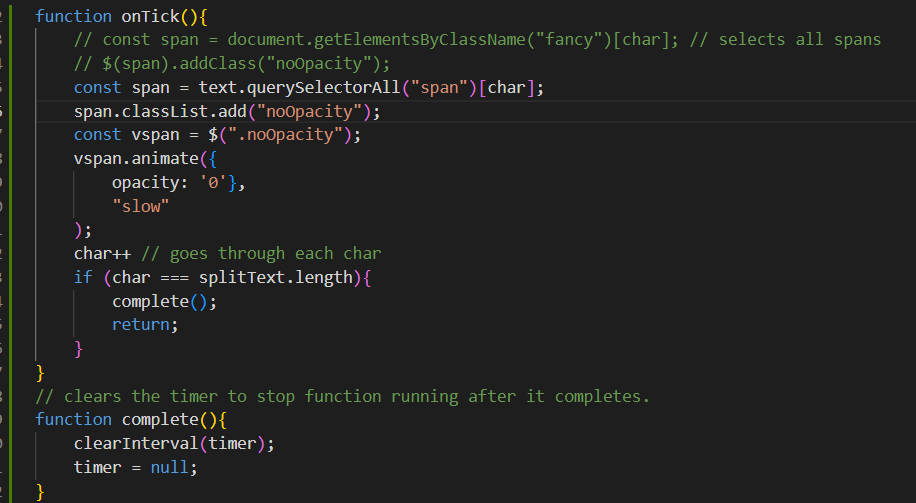 function onTick(){
// const span = document.getElementsByClassName("fancy")[char]; // selects all spans
// $(span).addClass("noOpacity");
const span = text.querySelectorAll("span")[char];
span.classList.add("noOpacity");
const vspan = $(".noOpacity");
vspan.animate({
opacity: '0'},
"slow"
);
char++ // goes through each char
if (char === splitText.length){
complete();
return;
}
}
// clears the timer to stop function running after it completes.
function complete(){
clearInterval(timer);
timer = null;
}